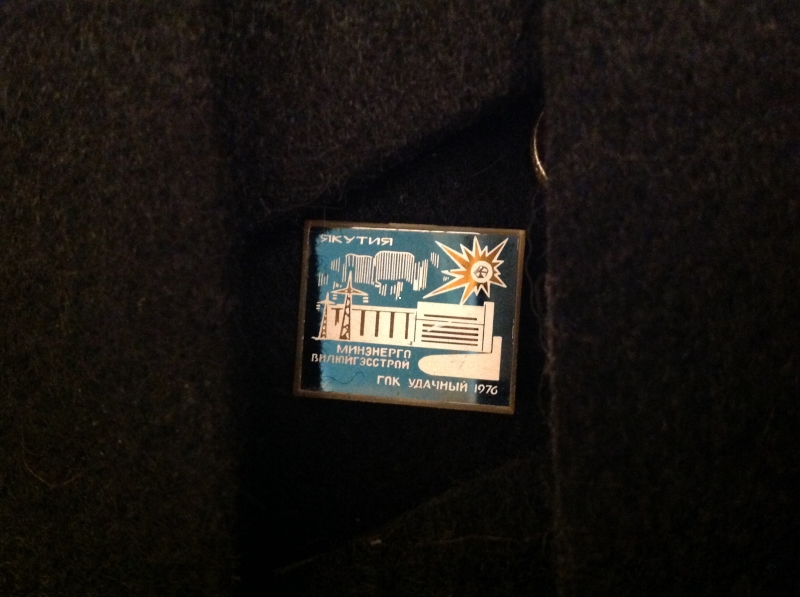 ЯКУТИЯ
МИНЭНЕРГО
ВИЛЮЙГЭССТРОЙ
ГОК УДАЧНЫЙ 1976